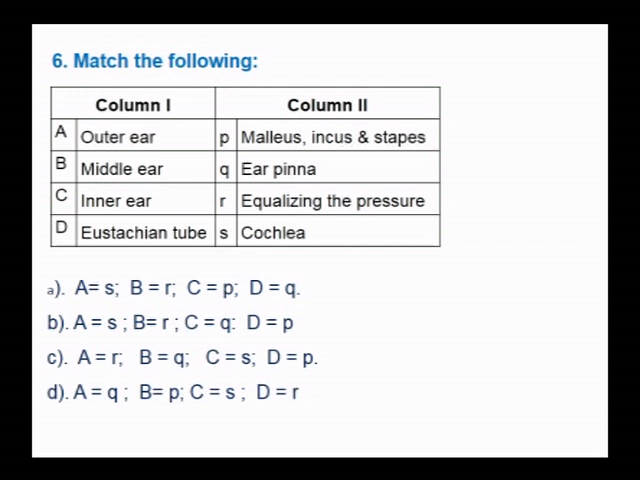 6. Match the following:
Column I Column II
A Outer ear p Malleus, incus & stapes
B Middle ear q Ear pinna
C Inner ear r Equalizing the pressure
D Eustachian tube s Cochlea
a). A= s; B = r; C = p; D = q.
b). A = s ; B= r ; C = q: D = p
c). A = r; B = q; C = s; D = p.
d). A = q ; B= p; C = s ; D = r